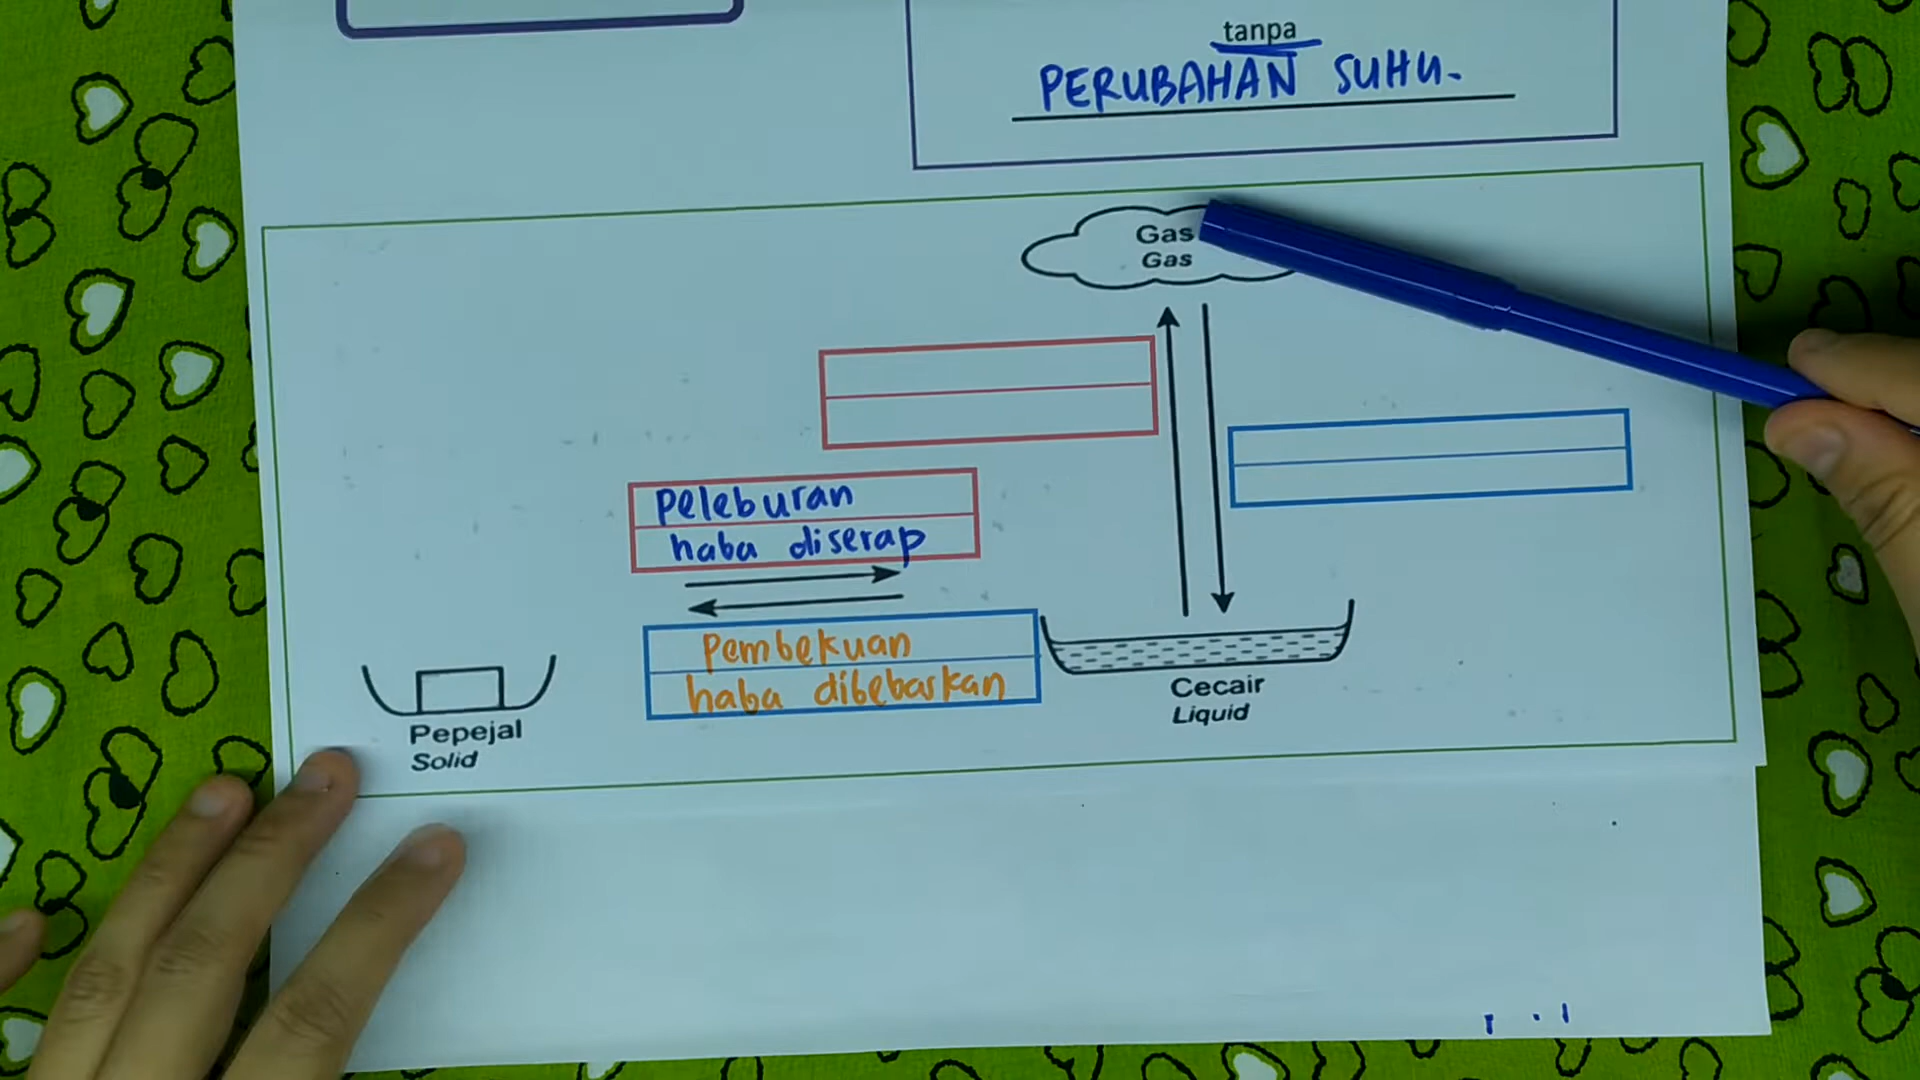 tanpa
PERUBAHAN SUHU.
Gas
Gas
Peleburan
haba diserap
Pembekuan
haba dibebaskan
Cecair
Liquid
Pepejal
Solid